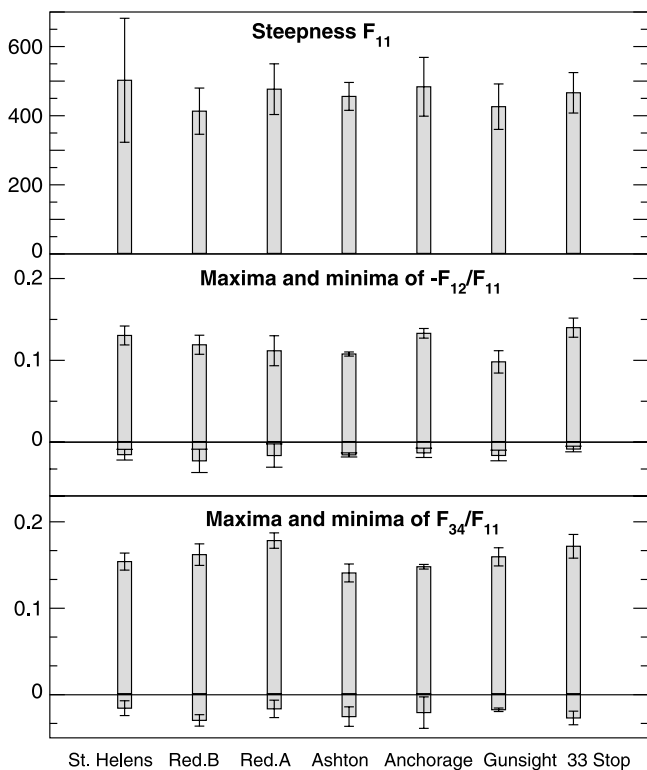 Steepness F11
600
400
200
0
Maxima and minima of -F12/F11
0.2
0.1
0
Maxima and minima of F34/F11
0.2
0.1
0
St. Helens Red.B Red.A Ashton Anchorage Gunsight 33 Stop